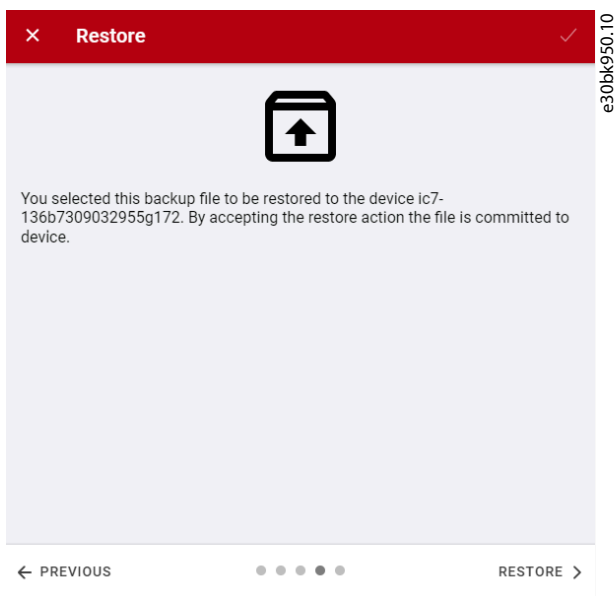 Restore
You selected this backup file to be restored to the device ic7-
136b7309032955g172. By accepting the restore action the file is committed to
device.
PREVIOUS
RESTORE
e30bk950.10